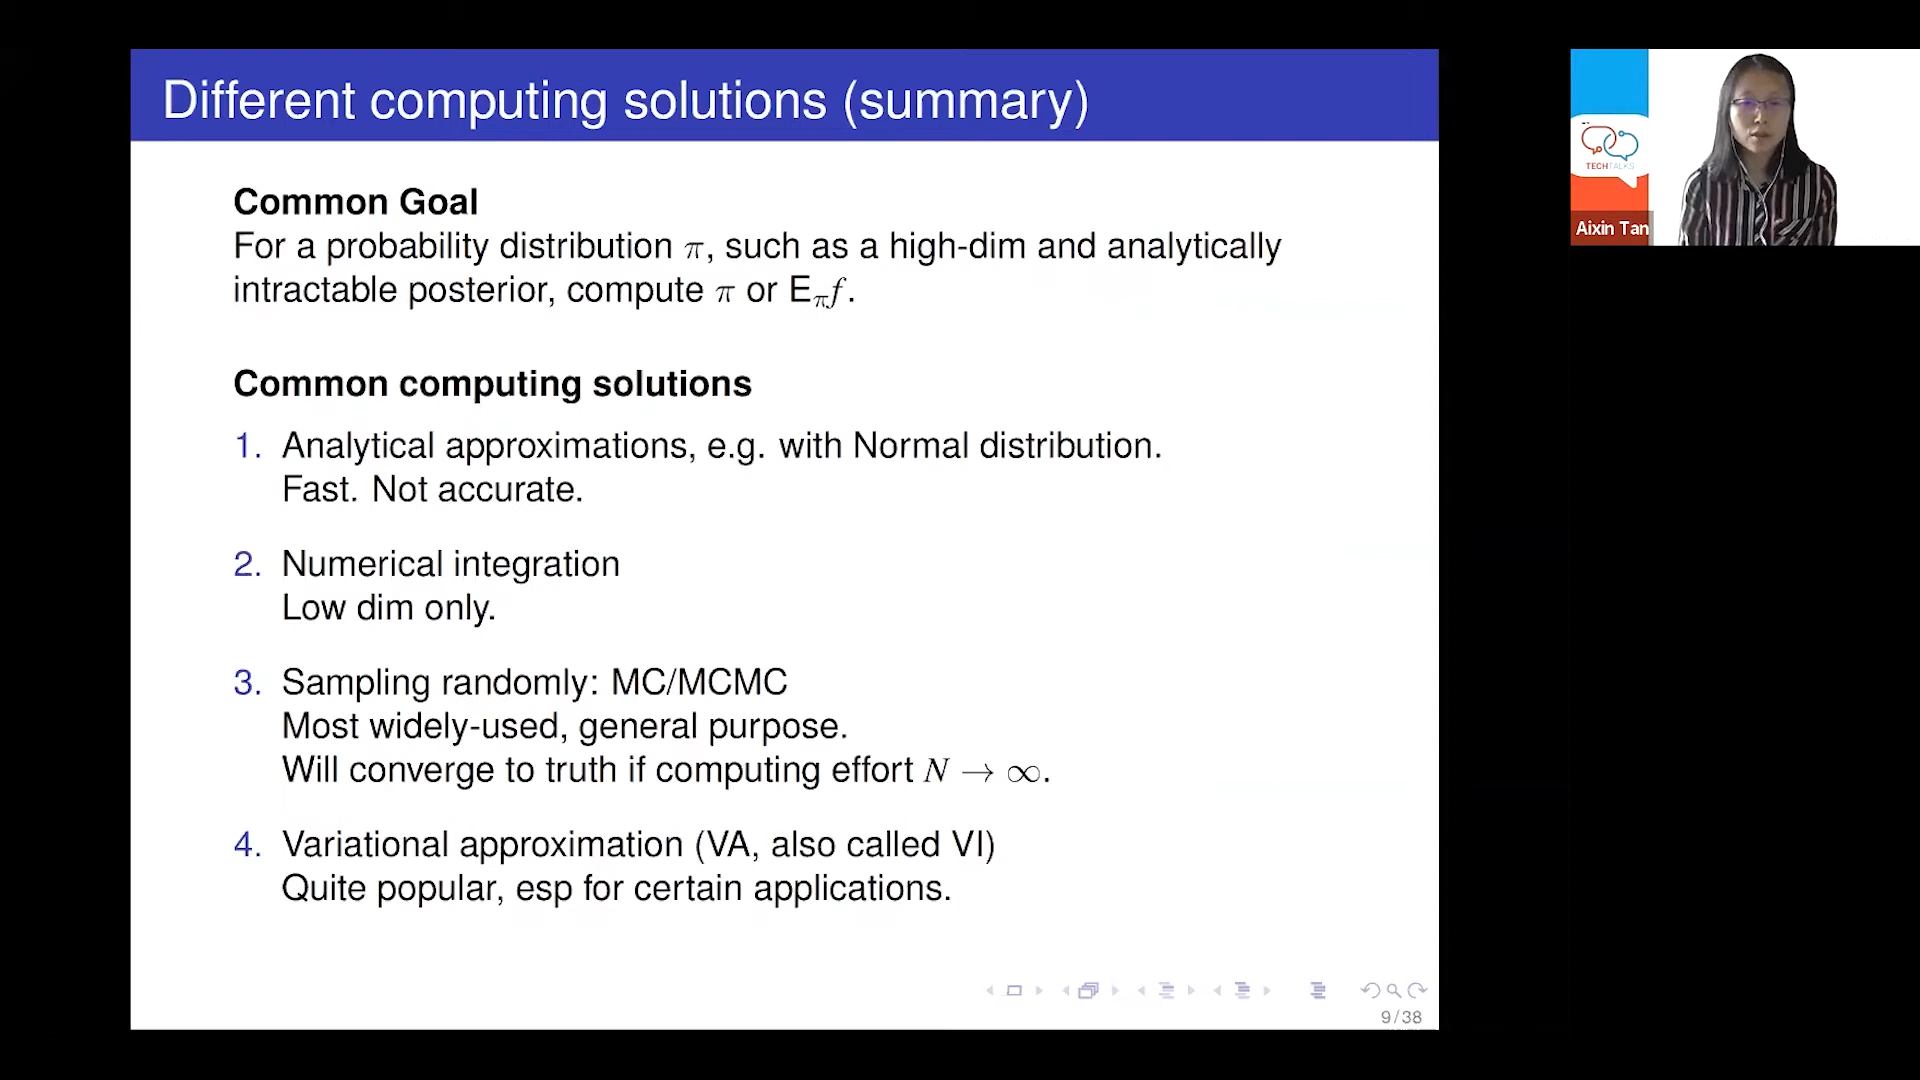 Different computing solutions (summary)
Common Goal
For a probability distribution π, such as a high-dim and analytically
intractable posterior, compute π or E_π f.
Common computing solutions
1. Analytical approximations, e.g. with Normal distribution.
Fast. Not accurate.
2. Numerical integration
Low dim only.
3. Sampling randomly: MC/MCMC
Most widely-used, general purpose.
Will converge to truth if computing effort N → ∞.
4. Variational approximation (VA, also called VI)
Quite popular, esp for certain applications.
9/38
TECHTALKS
Aixin Tan